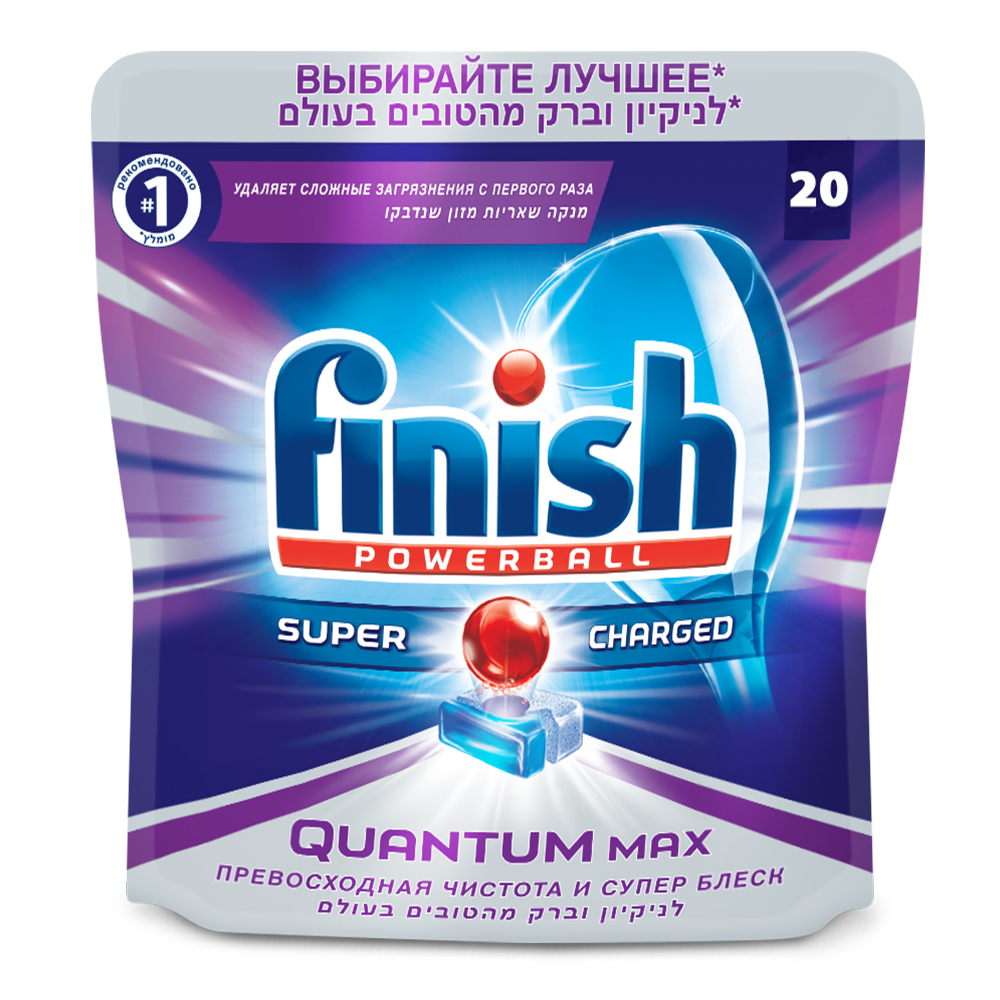 ВЫБИРАЙТЕ ЛУЧШЕЕ*
לניקיון וברק מהטובים בעולם*
рекомендовано
#1
מומלץ*
УДАЛЯЕТ СЛОЖНЫЕ ЗАГРЯЗНЕНИЯ С ПЕРВОГО РАЗА
מנקה שאריות מזון שנדבקו
20
finish
POWERBALL
SUPER CHARGED
QUANTUM MAX
ПРЕВОСХОДНАЯ ЧИСТОТА И СУПЕР БЛЕСК
לניקיון וברק מהטובים בעולם